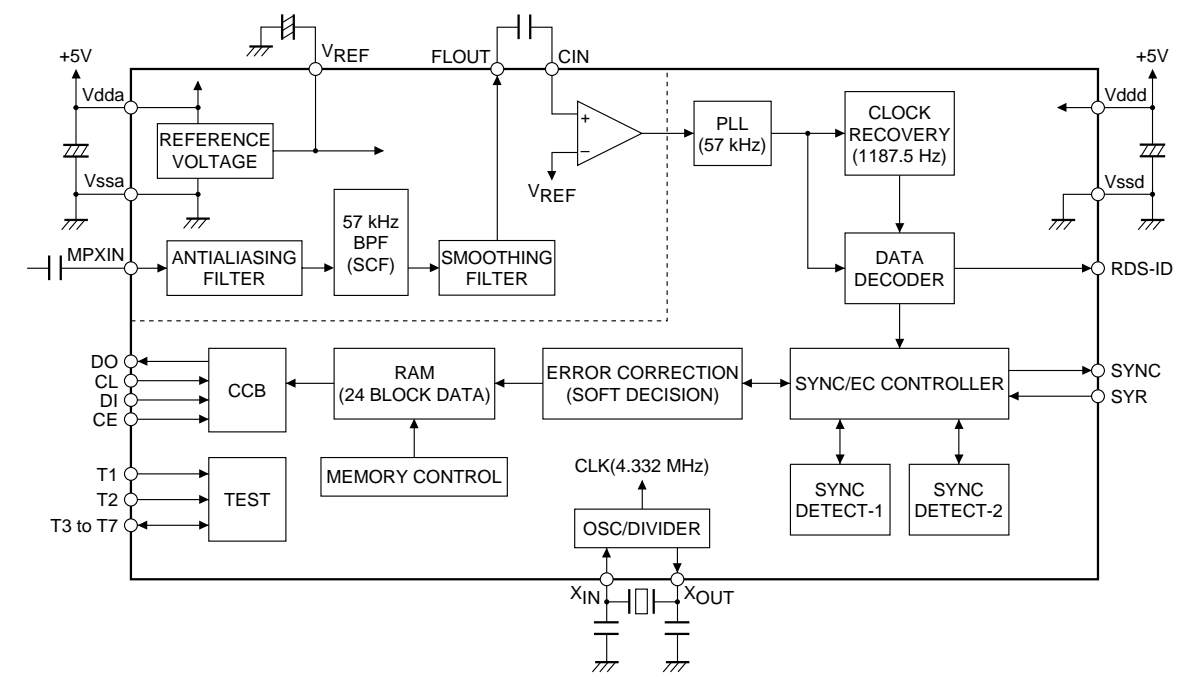 VREF
FLOUT
CIN
+5V
+5V
Vdda
Vddd
REFERENCE
VOLTAGE
+
−
VREF
PLL
(57 kHz)
CLOCK
RECOVERY
(1187.5 Hz)
Vssa
Vssd
MPXIN
ANTIALIASING
FILTER
57 kHz
BPF
(SCF)
SMOOTHING
FILTER
DATA
DECODER
RDS-ID
DO
CL
DI
CE
CCB
RAM
(24 BLOCK DATA)
ERROR CORRECTION
(SOFT DECISION)
SYNC/EC CONTROLLER
SYNC
SYR
T1
T2
T3 to T7
TEST
MEMORY CONTROL
CLK(4.332 MHz)
OSC/DIVIDER
SYNC
DETECT-1
SYNC
DETECT-2
XIN
XOUT